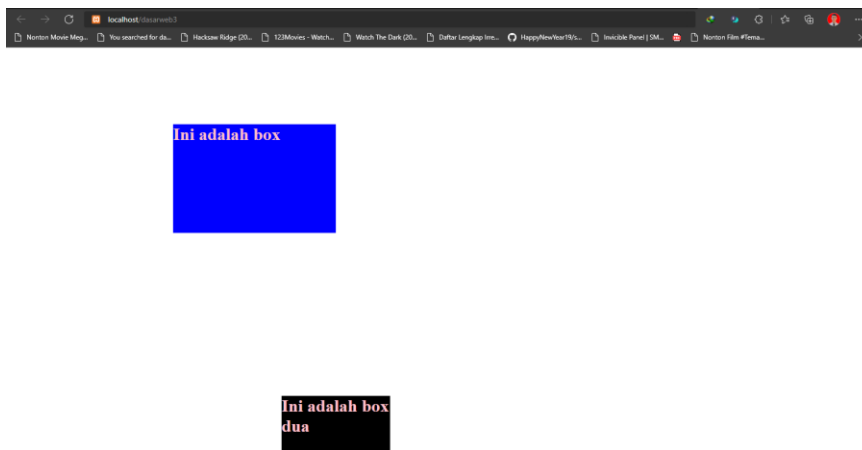 localhost/dasarweb3
Nonton Movie Meg... You searched for da... Hacksaw Ridge (20... 123Movies - Watch... Watch The Dark (20... Daftar Lengkap Irre... HappyNewYear19/s... Invicible Panel | SM... Nonton Film #Tema...
Ini adalah box
Ini adalah box
dua